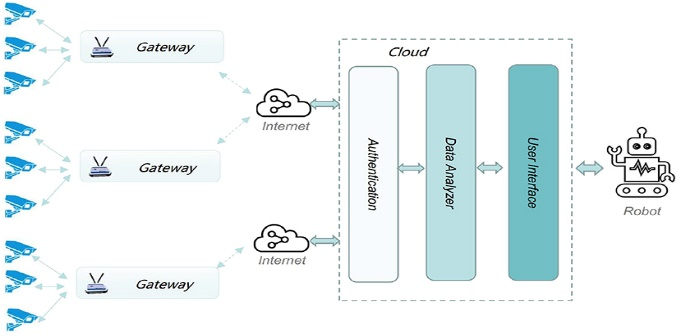 Gateway
Cloud
Internet
Gateway
Authentication
Data Analyzer
User Interface
Robot
Internet
Gateway